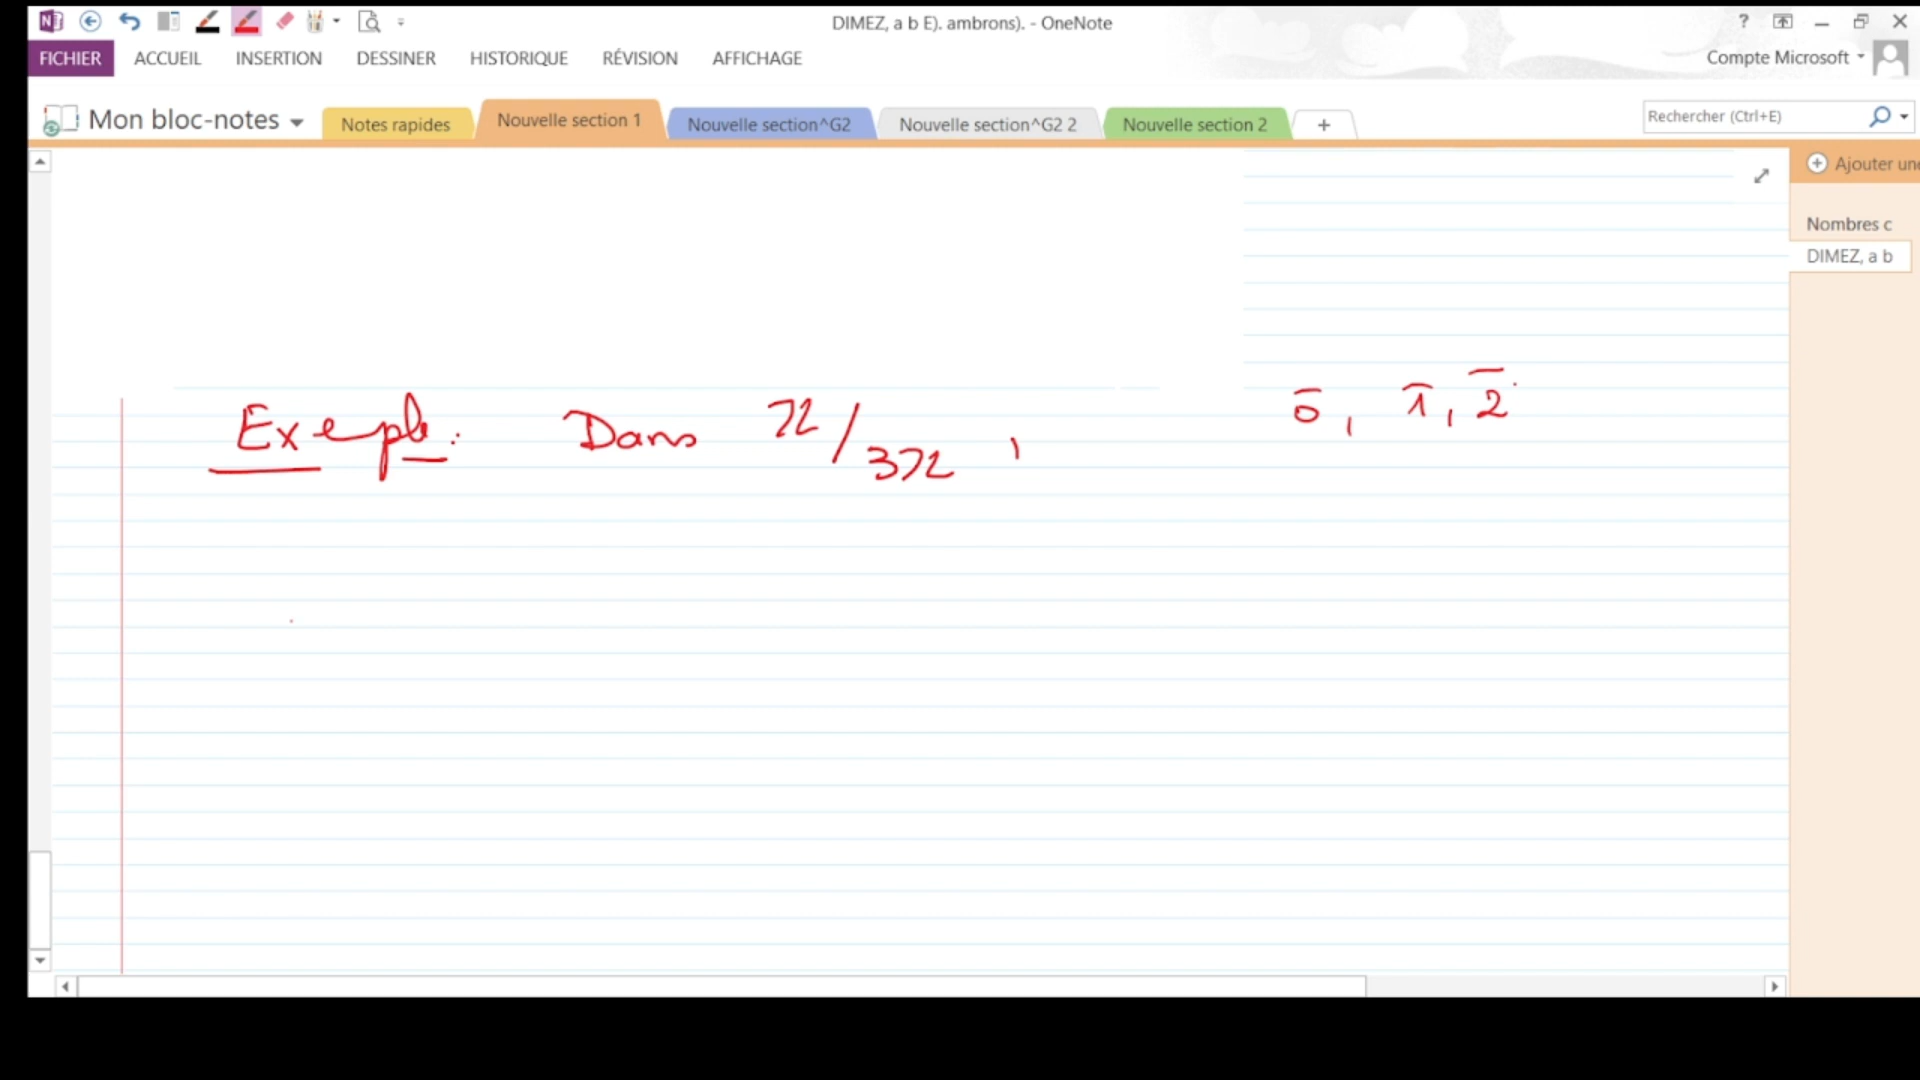 DIMEZ, a b E). ambrons). - OneNote
?
FICHIER ACCUEIL INSERTION DESSINER HISTORIQUE RÉVISION AFFICHAGE
Compte Microsoft
Mon bloc-notes
Notes rapides
Nouvelle section 1
Nouvelle section^G2
Nouvelle section^G2 2
Nouvelle section 2
+
Rechercher (Ctrl+E)
Ajouter une
Nombres c
DIMEZ, a b
Exemple: Dans ℤ/3ℤ, 0̅, 1̅, 2̅